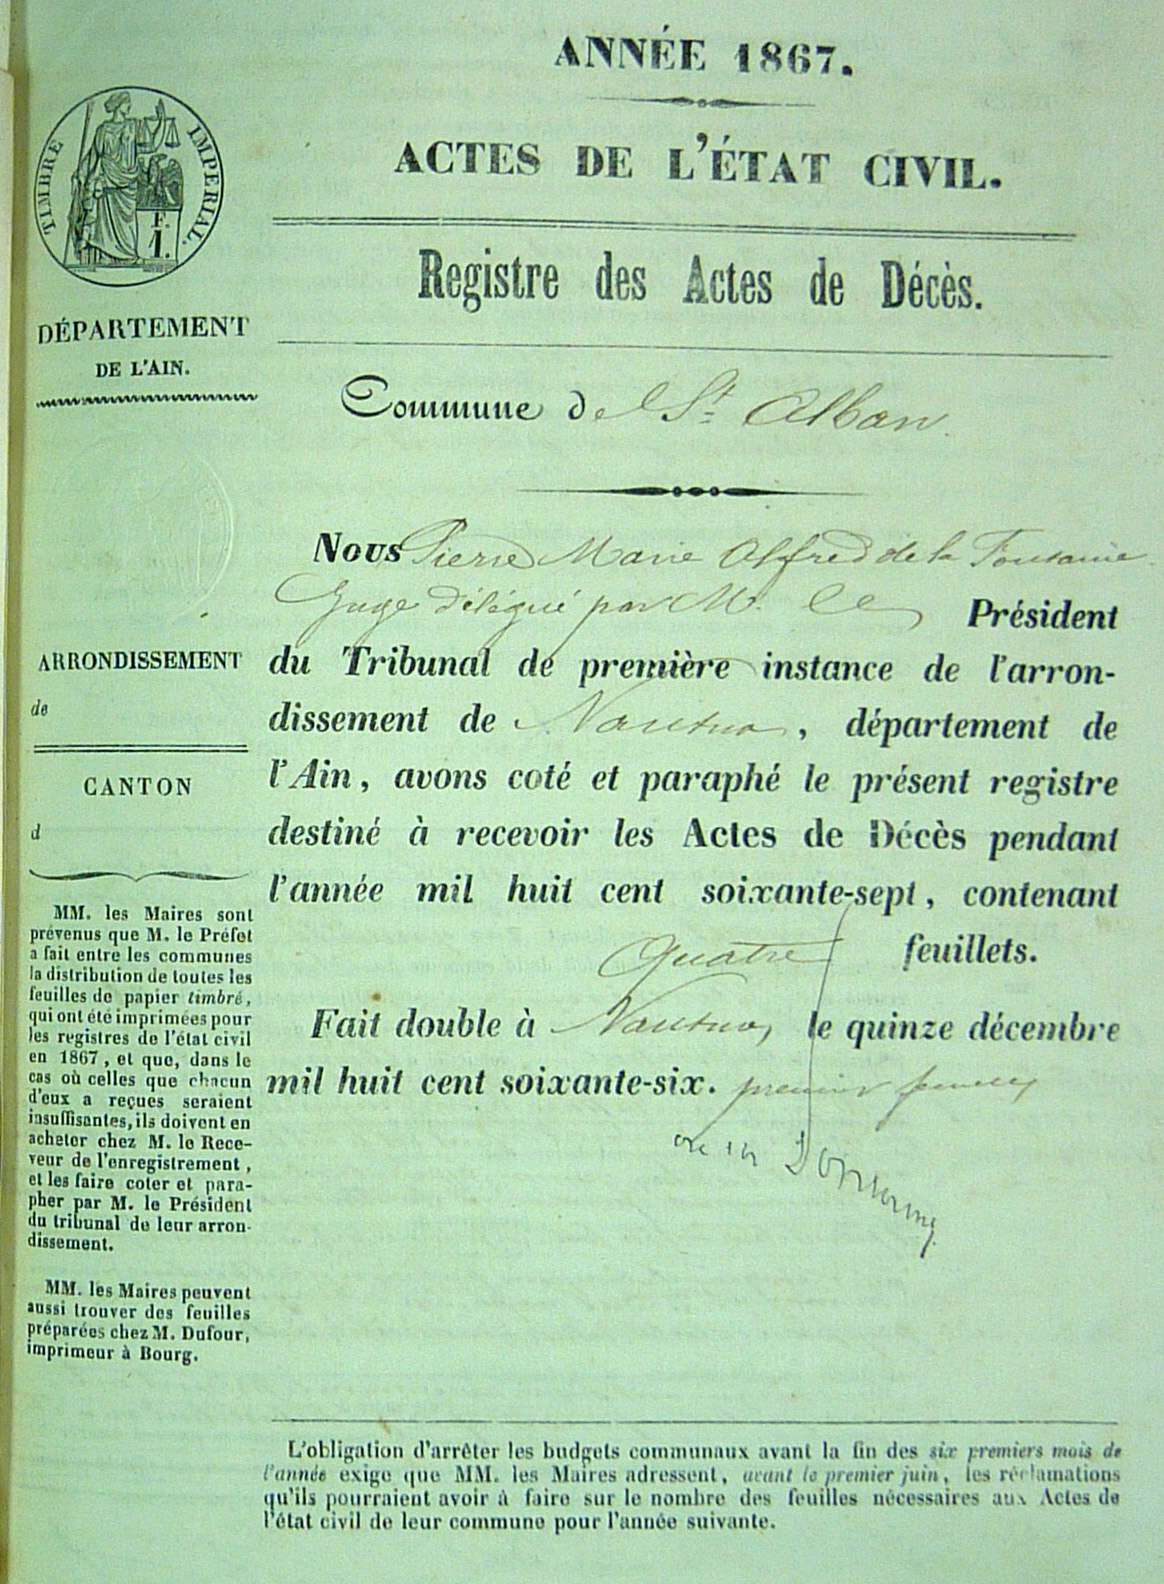 ANNÉE 1867.
ACTES DE L'ÉTAT CIVIL.
Registre des Actes de Décès.
TIMBRE IMPERIAL.
F.
1.
DÉPARTEMENT
DE L'AIN.
Commune de St Alban
Nous Pierre Marie Alfred de la Fontaine
Juge délégué par M. le Président
du Tribunal de première instance de l'arron-
dissement de Nantua, département de
l'Ain, avons coté et paraphé le présent registre
destiné à recevoir les Actes de Décès pendant
l'année mil huit cent soixante-sept, contenant
quatre feuillets.
Fait double à Nantua, le quinze décembre
mil huit cent soixante-six. premier
ARRONDISSEMENT
de
CANTON
d
MM. les Maires sont
prévenus que M. le Préfet
a fait entre les communes
la distribution de toutes les
feuilles de papier timbré,
qui ont été imprimées pour
les registres de l'état civil
en 1867, et que, dans le
cas où celles que chacun
d'eux a reçues seraient
insuffisantes, ils doivent en
acheter chez M. le Rece-
veur de l'enregistrement,
et les faire coter et para-
pher par M. le Président
du tribunal de leur arron-
dissement.
MM. les Maires peuvent
aussi trouver des feuilles
préparées chez M. Dufour,
imprimeur à Bourg.
L'obligation d'arrêter les budgets communaux avant la fin des six premiers mois de
l'année exige que MM. les Maires adressent, avant le premier juin, les réclamations
qu'ils pourraient avoir à faire sur le nombre des feuilles nécessaires aux Actes de
l'état civil de leur commune pour l'année suivante.